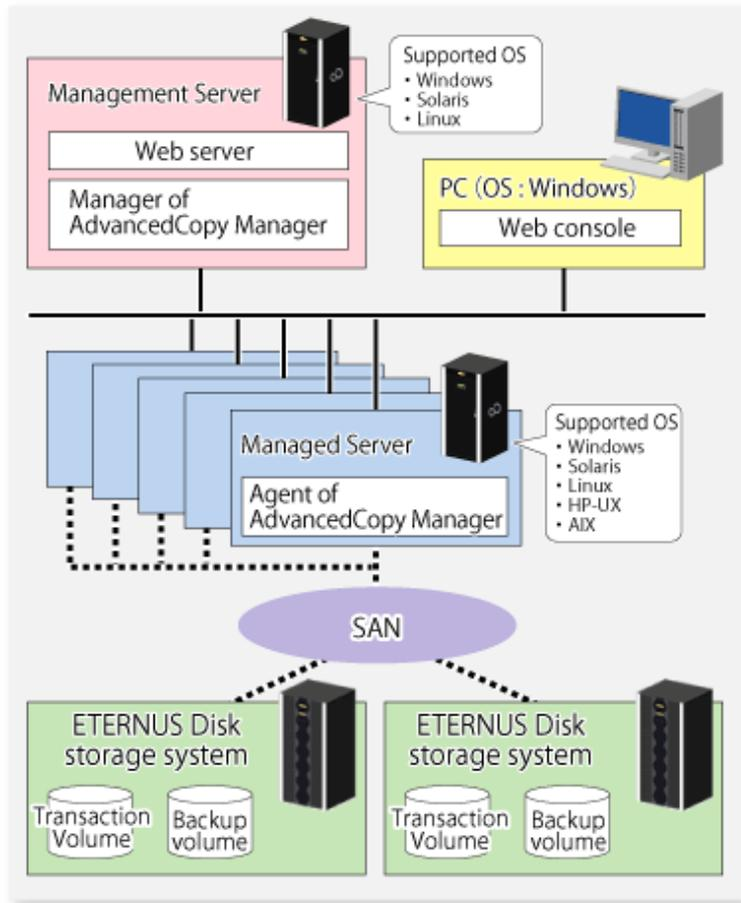 Management Server
Web server
Manager of
AdvancedCopy Manager
Supported OS
・Windows
・Solaris
・Linux
PC (OS : Windows)
Web console
Managed Server
Agent of
AdvancedCopy Manager
Supported OS
・Windows
・Solaris
・Linux
・HP-UX
・AIX
SAN
ETERNUS Disk
storage system
Transaction
Volume
Backup
volume
ETERNUS Disk
storage system
Transaction
Volume
Backup
volume